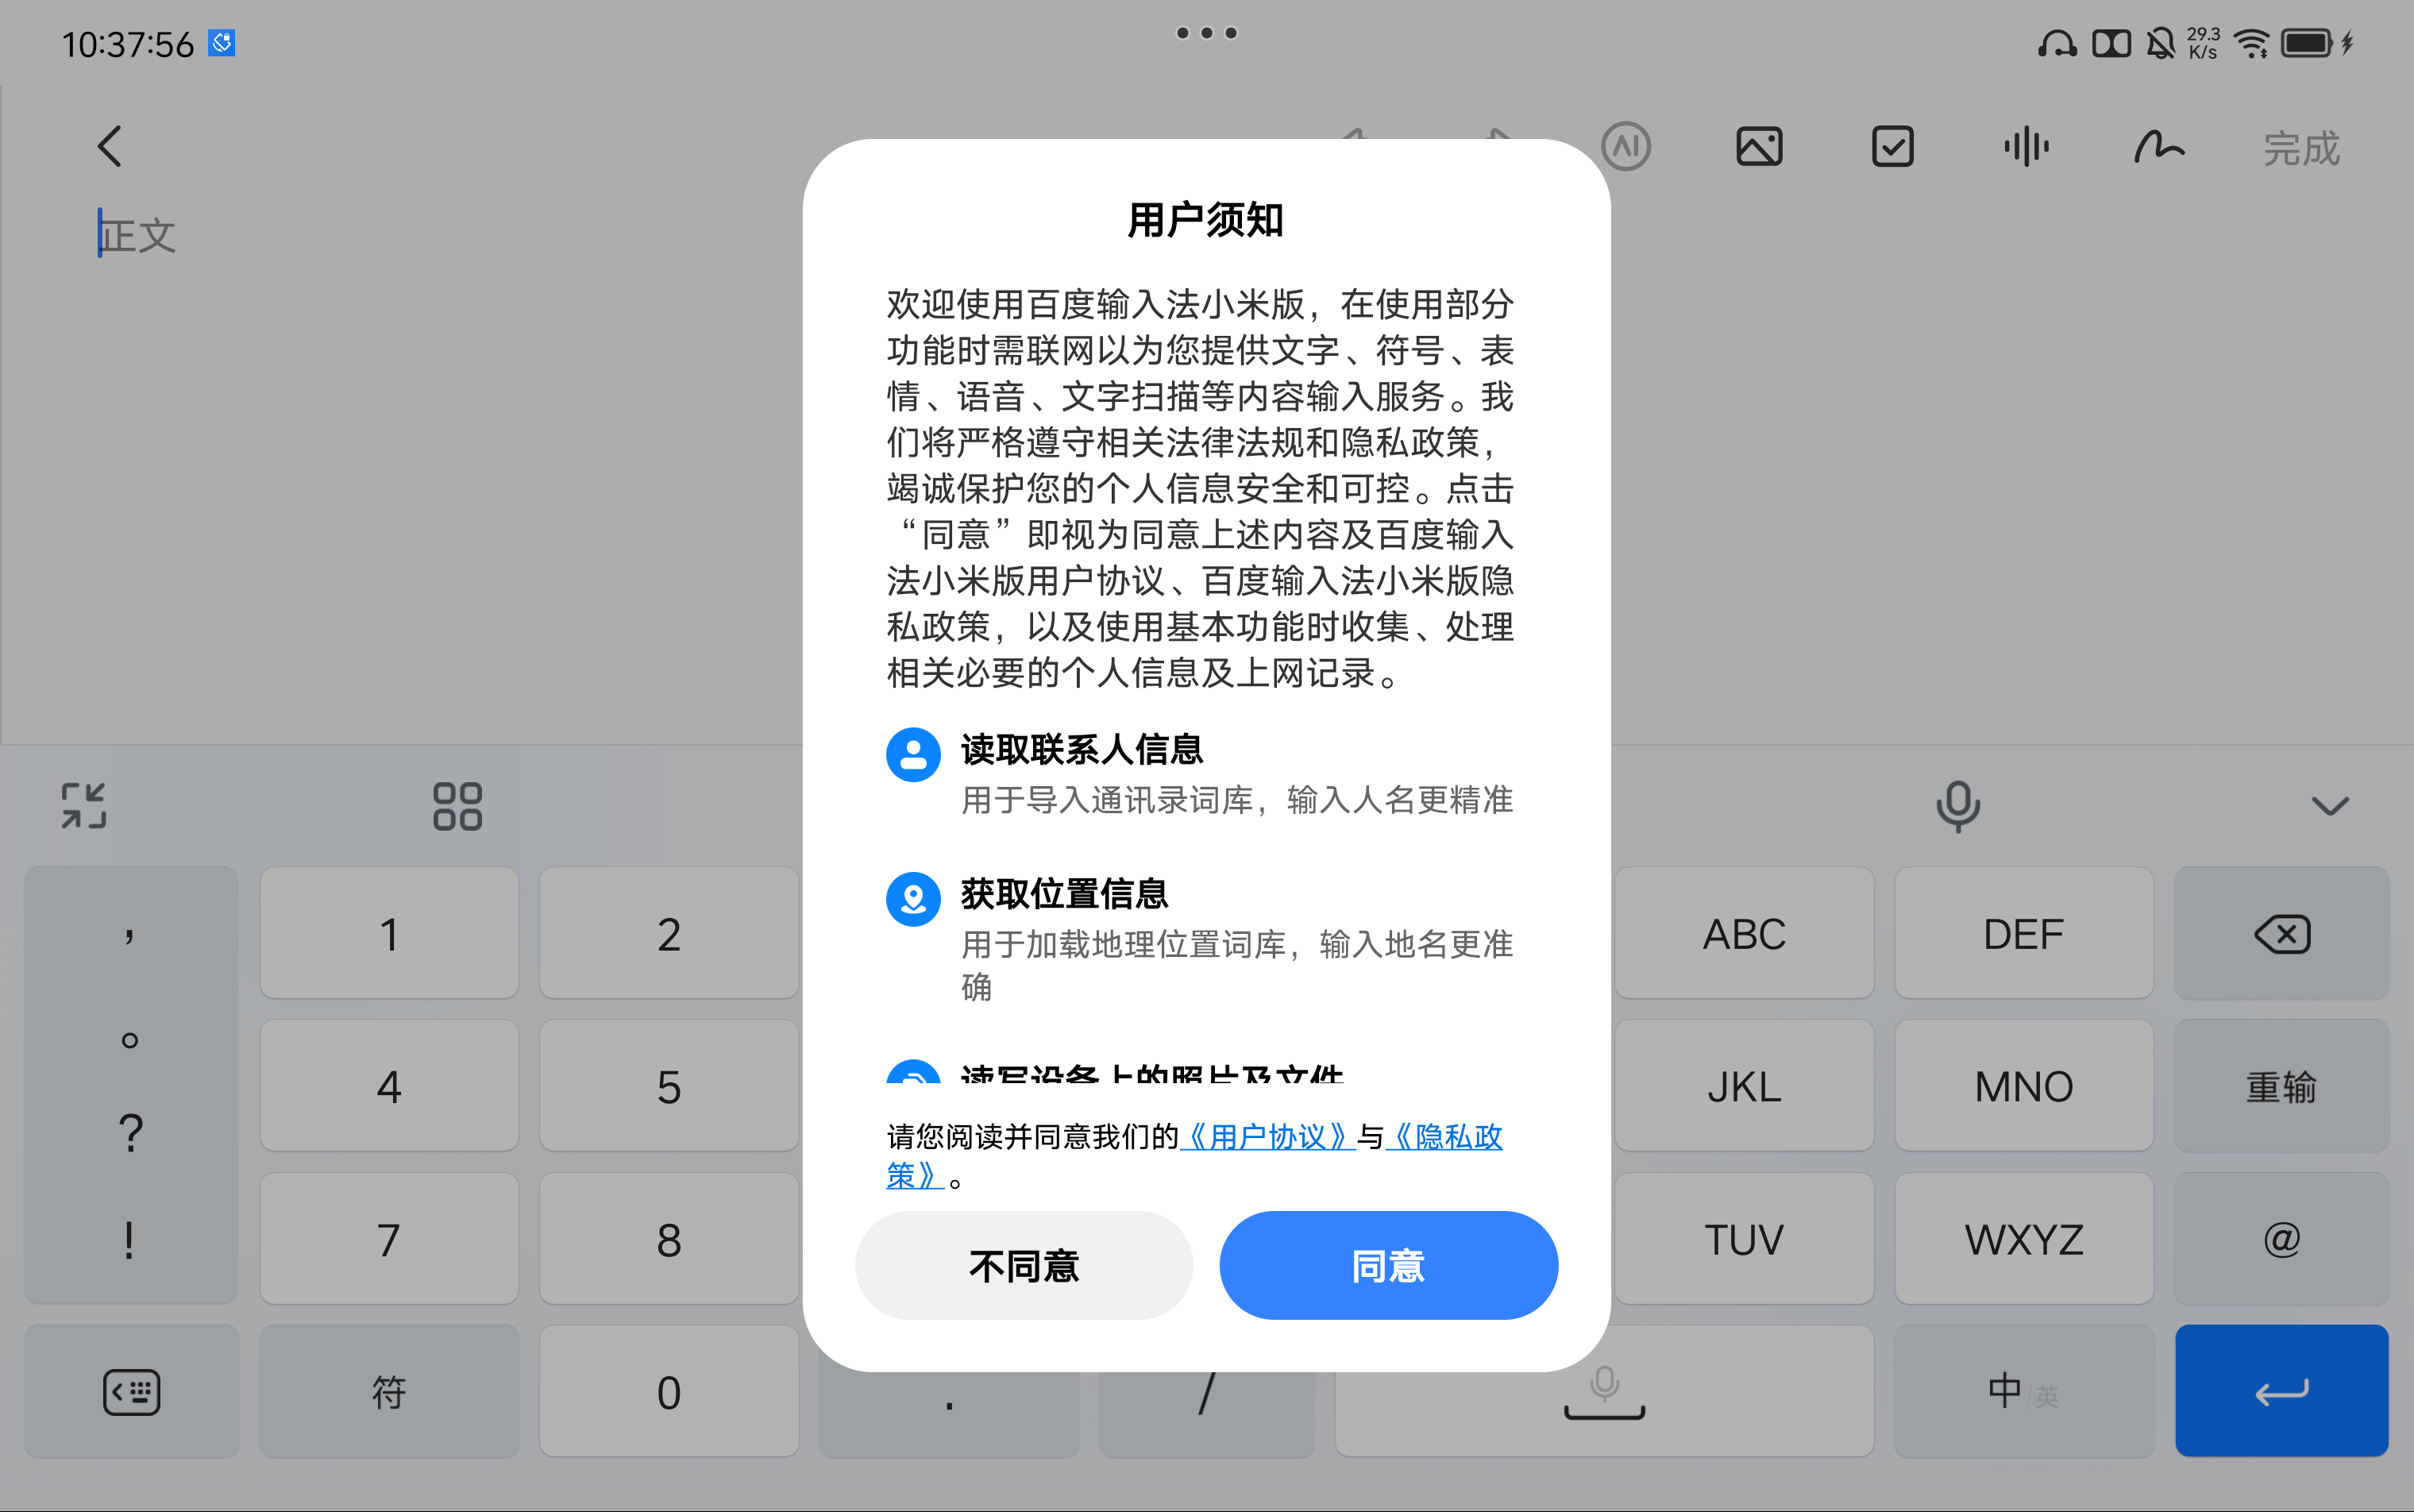 10:37:56
29.3
K/s
完成
正文
用户须知
欢迎使用百度输入法小米版，在使用部分
功能时需联网以为您提供文字、符号、表
情、语音、文字扫描等内容输入服务。我
们将严格遵守相关法律法规和隐私政策，
竭诚保护您的个人信息安全和可控。点击
“同意”即视为同意上述内容及百度输入
法小米版用户协议、百度输入法小米版隐
私政策，以及使用基本功能时收集、处理
相关必要的个人信息及上网记录。
读取联系人信息
用于导入通讯录词库，输入人名更精准
获取位置信息
用于加载地理位置词库，输入地名更准
确
读写设备上的照片及文件
请您阅读并同意我们的《用户协议》与《隐私政
策》。
不同意
同意
， 1 2 ABC DEF
。 4 5 JKL MNO 重输
? 7 8 TUV WXYZ @
!
符 0 . / 中/英